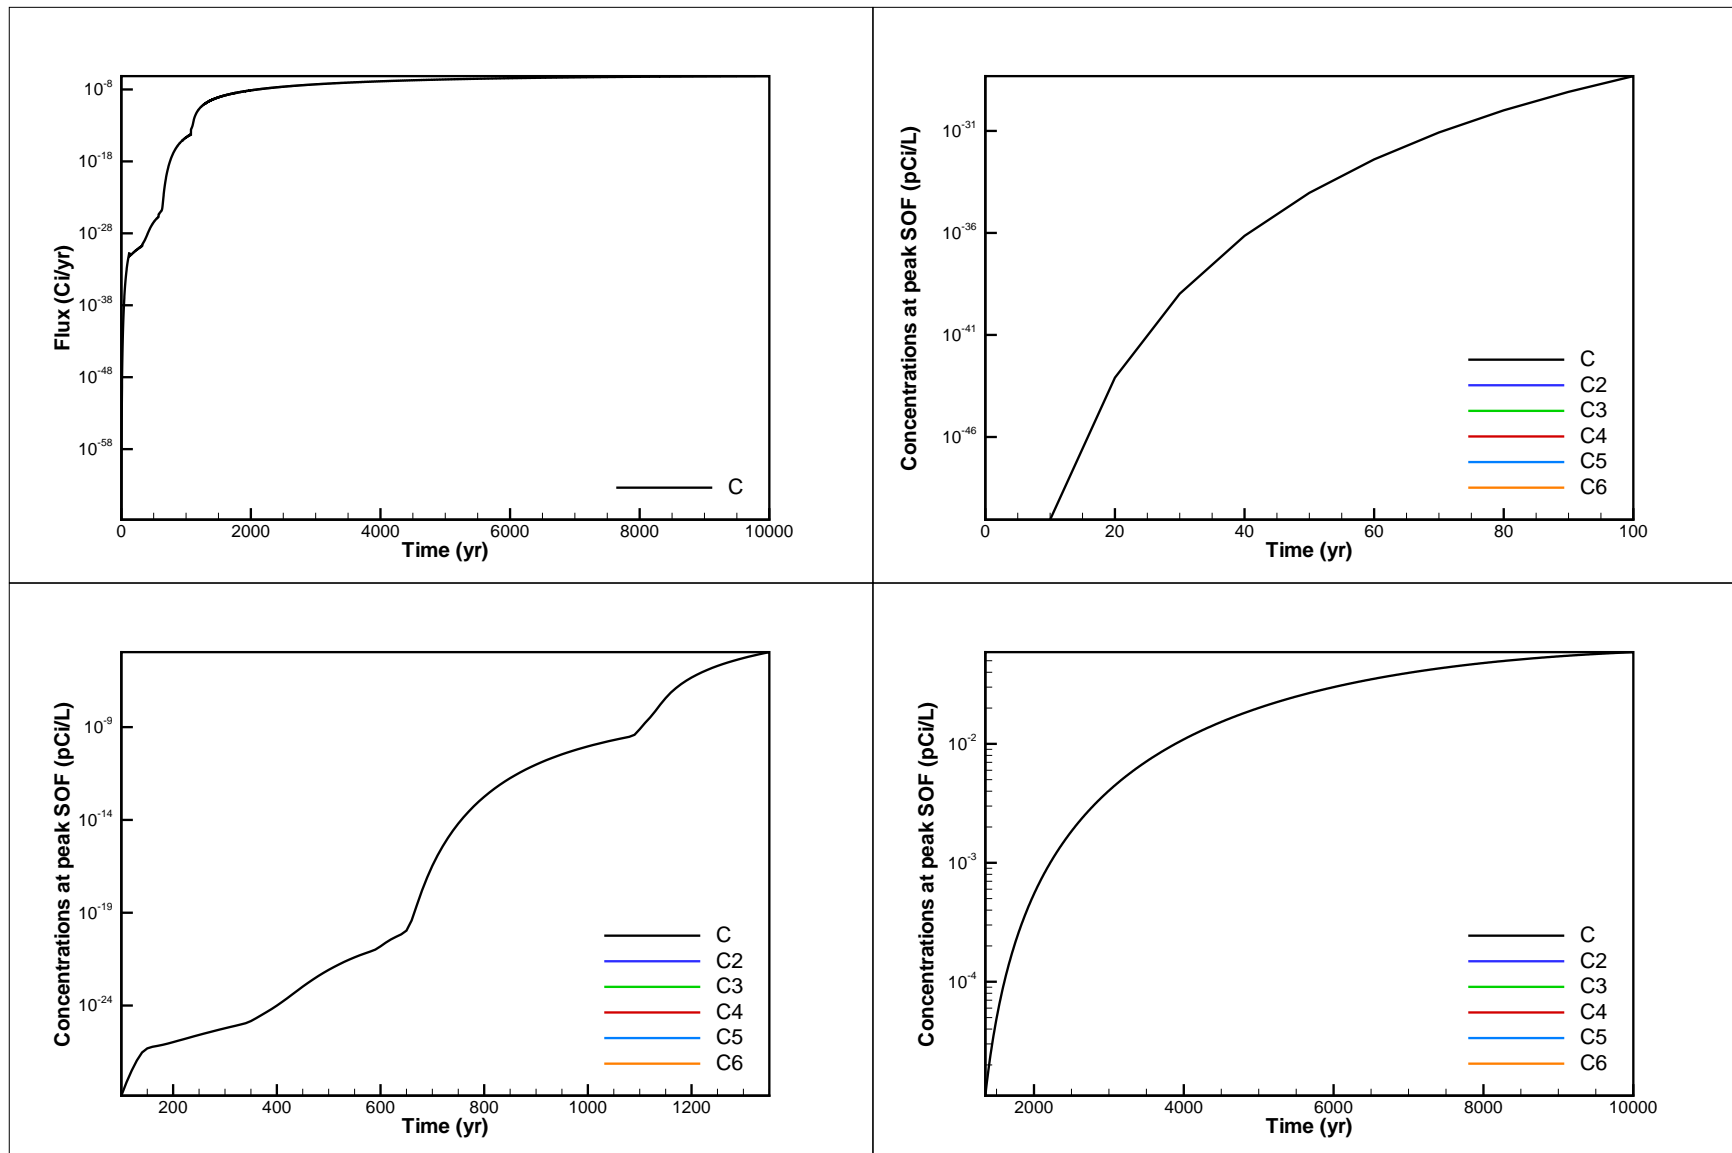 Flux (Ci/yr)
10-8
10-18
10-28
10-38
10-48
10-58
C
0 2000 4000 6000 8000 10000
Time (yr)
Concentrations at peak SOF (pCi/L)
10-31
10-36
10-41
10-46
C
C2
C3
C4
C5
C6
0 20 40 60 80 100
Time (yr)
Concentrations at peak SOF (pCi/L)
10-9
10-14
10-19
10-24
C
C2
C3
C4
C5
C6
200 400 600 800 1000 1200
Time (yr)
Concentrations at peak SOF (pCi/L)
10-2
10-3
10-4
C
C2
C3
C4
C5
C6
2000 4000 6000 8000 10000
Time (yr)